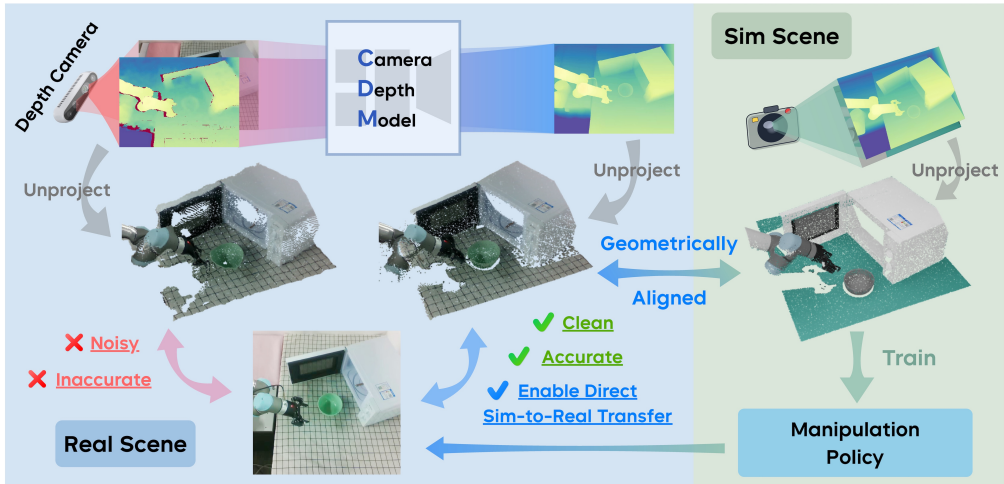 Depth Camera
Camera
Depth
Model
Sim Scene
Unproject
Unproject
Unproject
Geometrically
Aligned
Noisy
Inaccurate
Clean
Accurate
Enable Direct
Sim-to-Real Transfer
Train
Real Scene
Manipulation
Policy